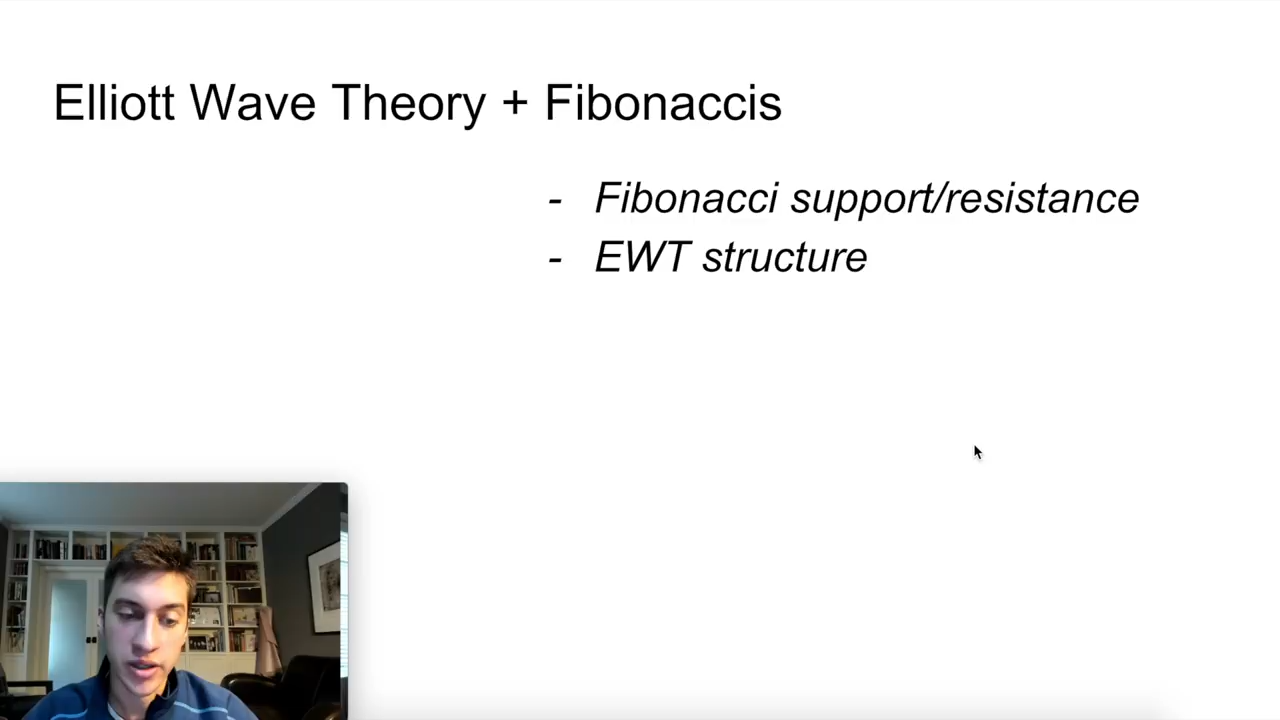 Elliott Wave Theory + Fibonaccis
- Fibonacci support/resistance
- EWT structure